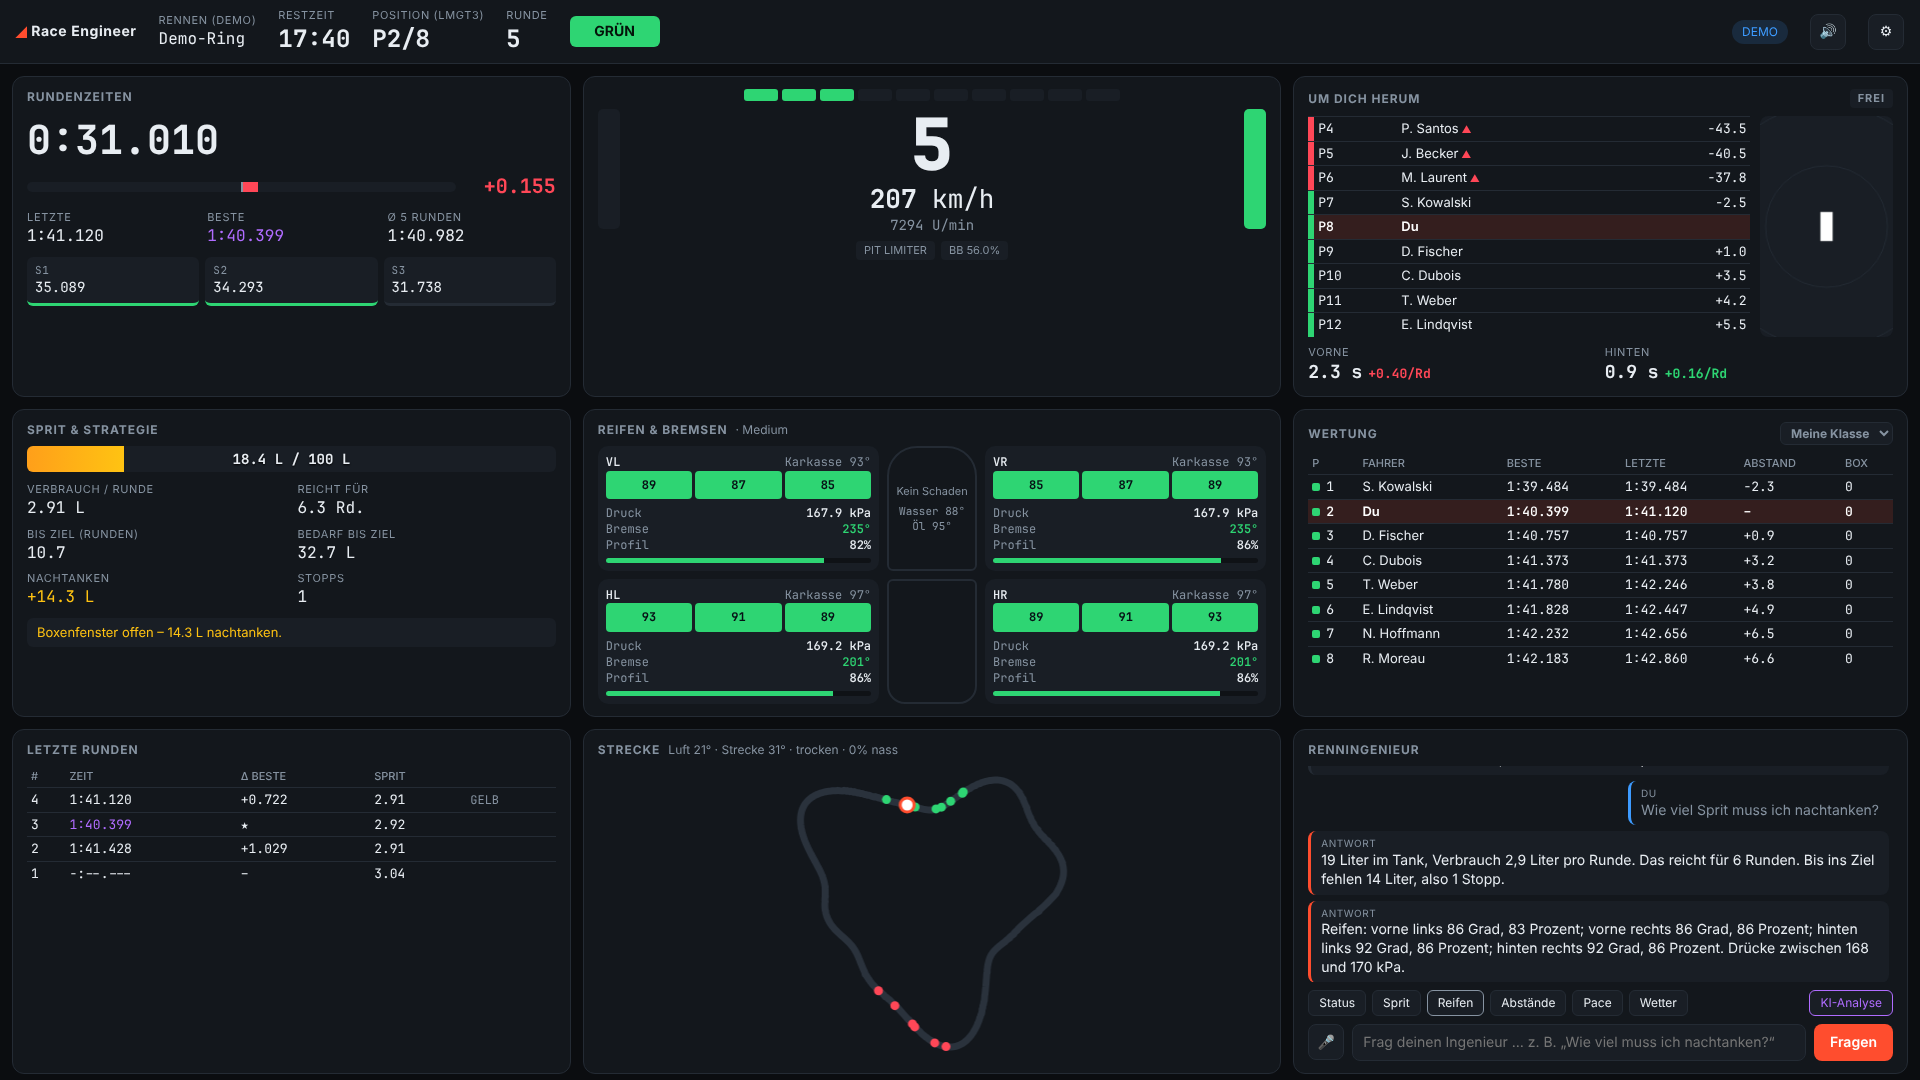 Race Engineer
RENNEN (DEMO)
Demo-Ring
RESTZEIT
17:40
POSITION (LMGT3)
P2/8
RUNDE
5
GRÜN
DEMO
RUNDENZEITEN
0:31.010
+0.155
LETZTE BESTE Ø 5 RUNDEN
1:41.120 1:40.399 1:40.982
S1 S2 S3
35.089 34.293 31.738
5
207 km/h
7294 U/min
PIT LIMITER BB 56.0%
UM DICH HERUM FREI
P4 P. Santos ▲ -43.5
P5 J. Becker ▲ -40.5
P6 M. Laurent ▲ -37.8
P7 S. Kowalski -2.5
P8 Du
P9 D. Fischer +1.0
P10 C. Dubois +3.5
P11 T. Weber +4.2
P12 E. Lindqvist +5.5
VORNE HINTEN
2.3 s +0.40/Rd 0.9 s +0.16/Rd
SPRIT & STRATEGIE
18.4 L / 100 L
VERBRAUCH / RUNDE REICHT FÜR
2.91 L 6.3 Rd.
BIS ZIEL (RUNDEN) BEDARF BIS ZIEL
10.7 32.7 L
NACHTANKEN STOPPS
+14.3 L 1
Boxenfenster offen – 14.3 L nachtanken.
REIFEN & BREMSEN · Medium
VL Karkasse 93°
89 87 85
Druck 167.9 kPa
Bremse 235°
Profil 82%
Kein Schaden
Wasser 88°
Öl 95°
VR Karkasse 93°
85 87 89
Druck 167.9 kPa
Bremse 235°
Profil 86%
HL Karkasse 97°
93 91 89
Druck 169.2 kPa
Bremse 201°
Profil 86%
HR Karkasse 97°
89 91 93
Druck 169.2 kPa
Bremse 201°
Profil 86%
WERTUNG Meine Klasse
P FAHRER BESTE LETZTE ABSTAND BOX
1 S. Kowalski 1:39.484 1:39.484 -2.3 0
2 Du 1:40.399 1:41.120 – 0
3 D. Fischer 1:40.757 1:40.757 +0.9 0
4 C. Dubois 1:41.373 1:41.373 +3.2 0
5 T. Weber 1:41.780 1:42.246 +3.8 0
6 E. Lindqvist 1:41.828 1:42.447 +4.9 0
7 N. Hoffmann 1:42.232 1:42.656 +6.5 0
8 R. Moreau 1:42.183 1:42.860 +6.6 0
LETZTE RUNDEN
# ZEIT Δ BESTE SPRIT
4 1:41.120 +0.722 2.91 GELB
3 1:40.399 ★ 2.92
2 1:41.428 +1.029 2.91
1 -:--.--- – 3.04
STRECKE Luft 21° · Strecke 31° · trocken · 0% nass
RENNINGENIEUR
DU
Wie viel Sprit muss ich nachtanken?
ANTWORT
19 Liter im Tank, Verbrauch 2,9 Liter pro Runde. Das reicht für 6 Runden. Bis ins Ziel
fehlen 14 Liter, also 1 Stopp.
ANTWORT
Reifen: vorne links 86 Grad, 83 Prozent; vorne rechts 86 Grad, 86 Prozent; hinten
links 92 Grad, 86 Prozent; hinten rechts 92 Grad, 86 Prozent. Drücke zwischen 168
und 170 kPa.
Status Sprit Reifen Abstände Pace Wetter KI-Analyse
Frag deinen Ingenieur … z. B. „Wie viel muss ich nachtanken?“ Fragen